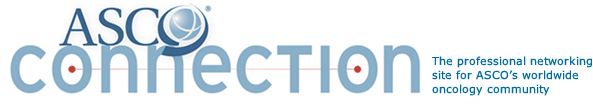 ASCO®
connection
The professional networking
site for ASCO's worldwide
oncology community